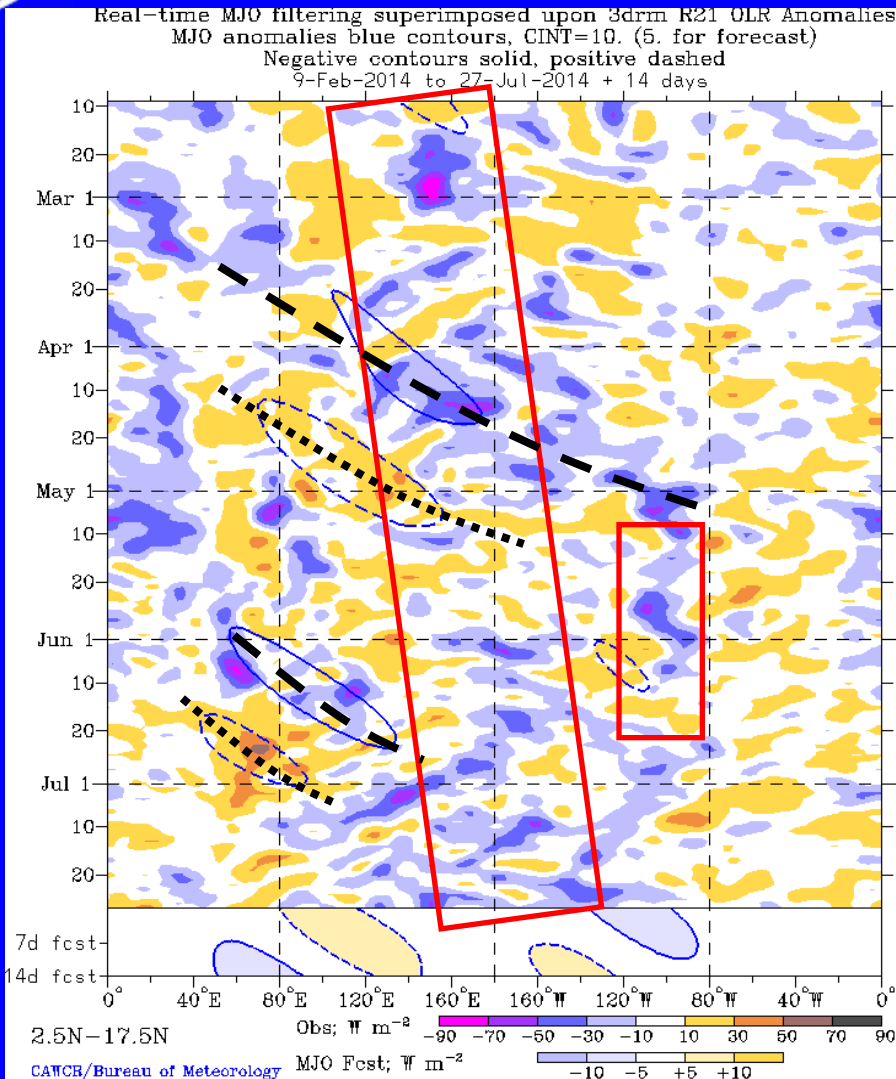 Real-time MJO filtering superimposed upon 3drm R21 OLR Anomalies
MJO anomalies blue contours, CINT=10. (5. for forecast)
Negative contours solid, positive dashed
9-Feb-2014 to 27-Jul-2014 + 14 days
10
20
Mar 1
10
20
Apr 1
10
20
May 1
10
20
Jun 1
10
20
Jul 1
10
20
7d fcst
14d fcst
0° 40°E 80°E 120°E 160°E 160°W 120°W 80°W 40°W 0°
2.5N-17.5N
Obs; W m-2
-90 -70 -50 -30 -10 10 30 50 70 90
CAWCR/Bureau of Meteorology
MJO Fcst; W m-2
-10 -5 +5 +10